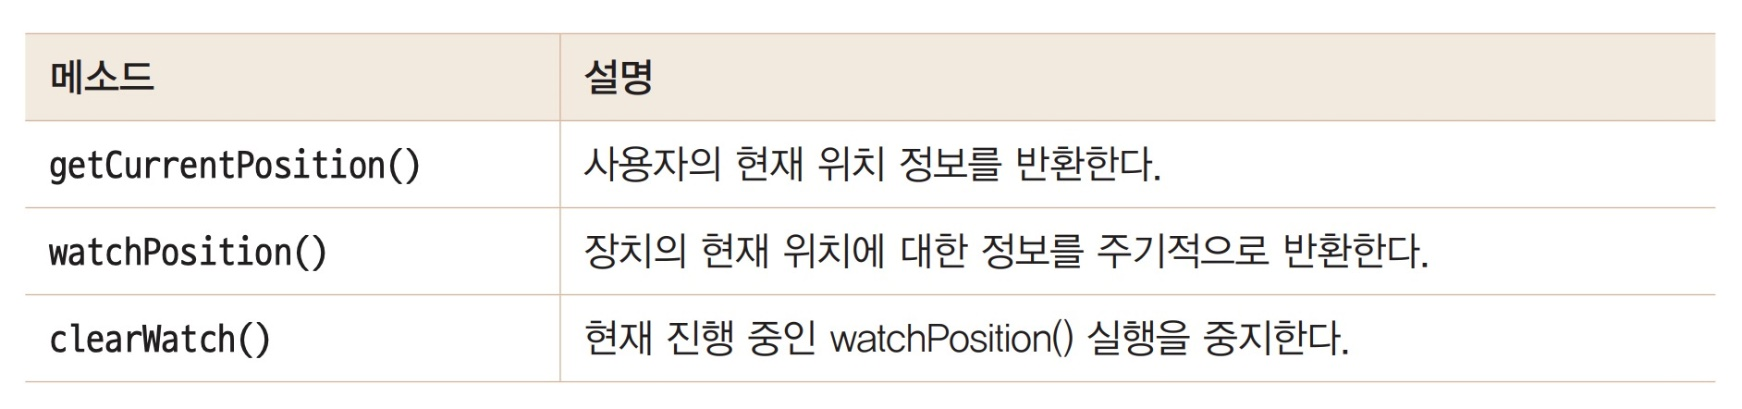 메소드 설명
getCurrentPosition() 사용자의 현재 위치 정보를 반환한다.
watchPosition() 장치의 현재 위치에 대한 정보를 주기적으로 반환한다.
clearWatch() 현재 진행 중인 watchPosition() 실행을 중지한다.